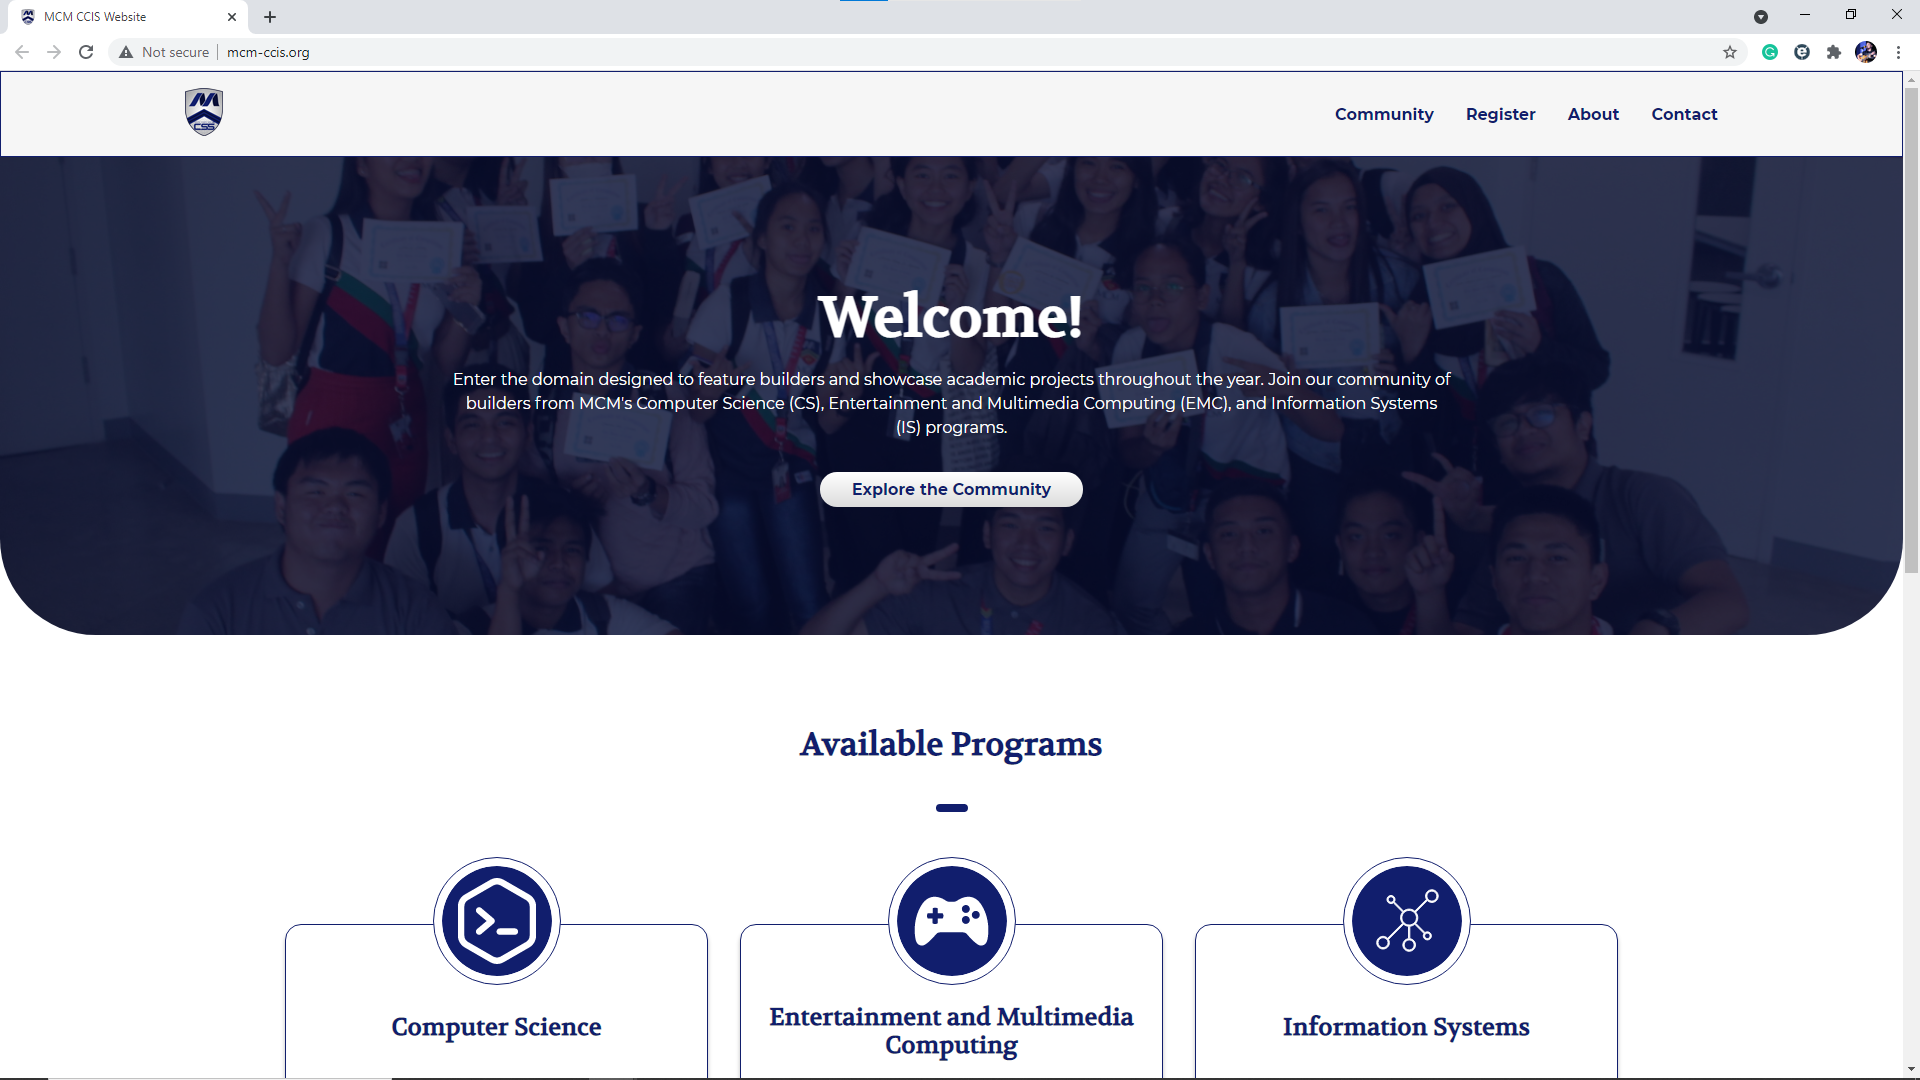 MCM CCIS Website
Not secure
mcm-ccis.org
M
CSS
Community
Register
About
Contact
Welcome!
Enter the domain designed to feature builders and showcase academic projects throughout the year. Join our community of
builders from MCM's Computer Science (CS), Entertainment and Multimedia Computing (EMC), and Information Systems
(IS) programs.
Explore the Community
Available Programs
Computer Science
Entertainment and Multimedia
Computing
Information Systems